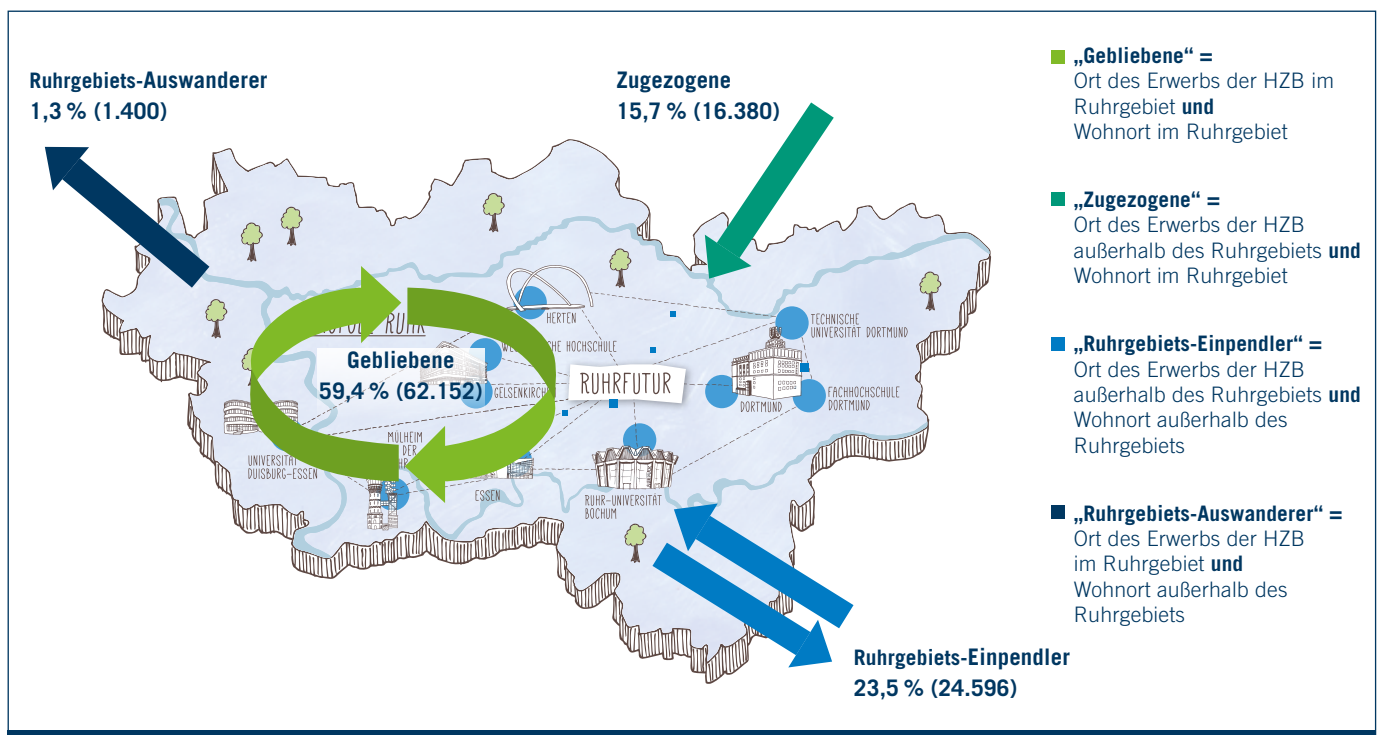 Ruhrgebiets-Auswanderer
1,3 % (1.400)
Zugezogene
15,7 % (16.380)
HERTEN
TECHNISCHE
UNIVERSITÄT DORTMUND
RUHR
HOCHSCHULE
Gebliebene
59,4 % (62.152)
GELSENKIRCH
RUHRFUTUR
DORTMUND
FACHHOCHSCHULE
DORTMUND
MÜLHEIM
DER
UNIVERSITÄT
DUISBURG-ESSEN
ESSEN
RUHR-UNIVERSITÄT
BOCHUM
Ruhrgebiets-Einpendler
23,5 % (24.596)
„Gebliebene“ =
Ort des Erwerbs der HZB im
Ruhrgebiet und
Wohnort im Ruhrgebiet
„Zugezogene“ =
Ort des Erwerbs der HZB
außerhalb des Ruhrgebiets und
Wohnort im Ruhrgebiet
„Ruhrgebiets-Einpendler“ =
Ort des Erwerbs der HZB
außerhalb des Ruhrgebiets und
Wohnort außerhalb des
Ruhrgebiets
„Ruhrgebiets-Auswanderer“ =
Ort des Erwerbs der HZB
im Ruhrgebiet und
Wohnort außerhalb des
Ruhrgebiets